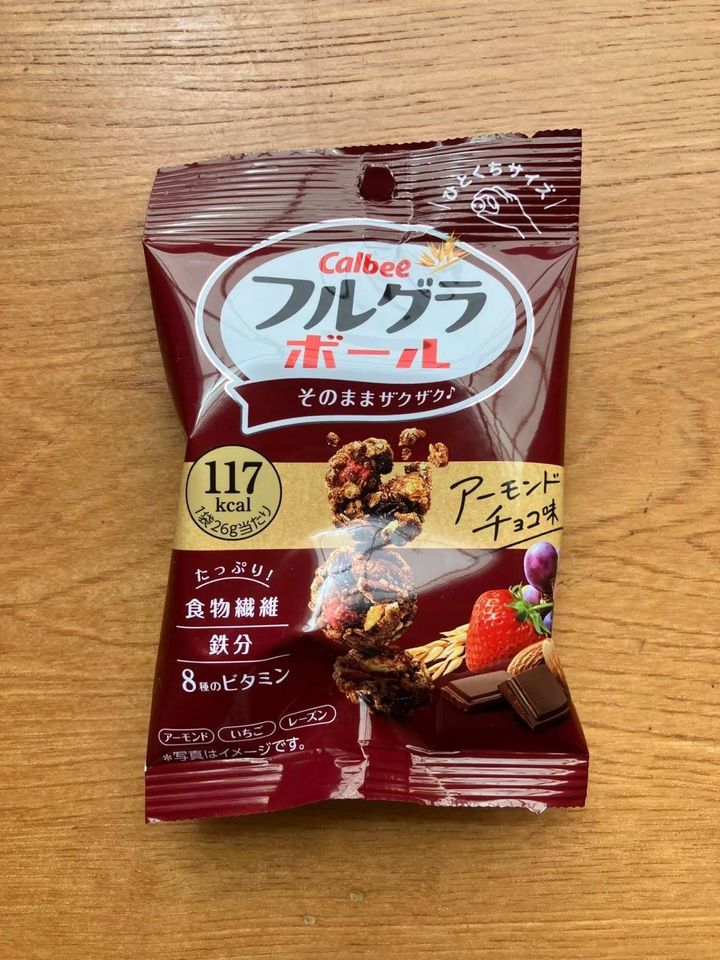 ひとくちサイズ
Calbee
フルグラ
ボール
そのままザクザク♪
117
kcal
1袋26g当たり
アーモンド
チョコ味
たっぷり!
食物繊維
鉄分
8種のビタミン
アーモンド いちご レーズン
*写真はイメージです。